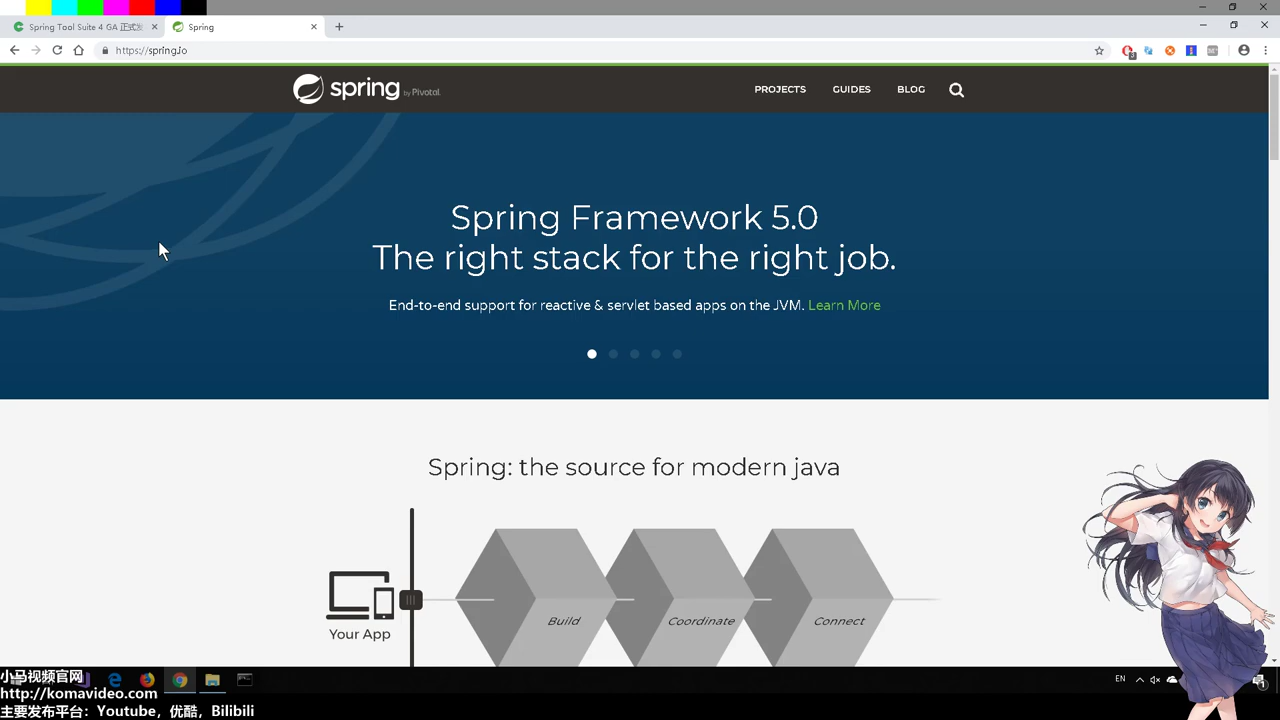 Spring Tool Suite 4 GA 正式发
Spring
https://spring.io
spring by Pivotal
PROJECTS
GUIDES
BLOG
Spring Framework 5.0
The right stack for the right job.
End-to-end support for reactive & servlet based apps on the JVM. Learn More
Spring: the source for modern java
Your App
Build
Coordinate
Connect
EN
小马视频官网
http://komavideo.com
主要发布平台：Youtube，优酷，Bilibili